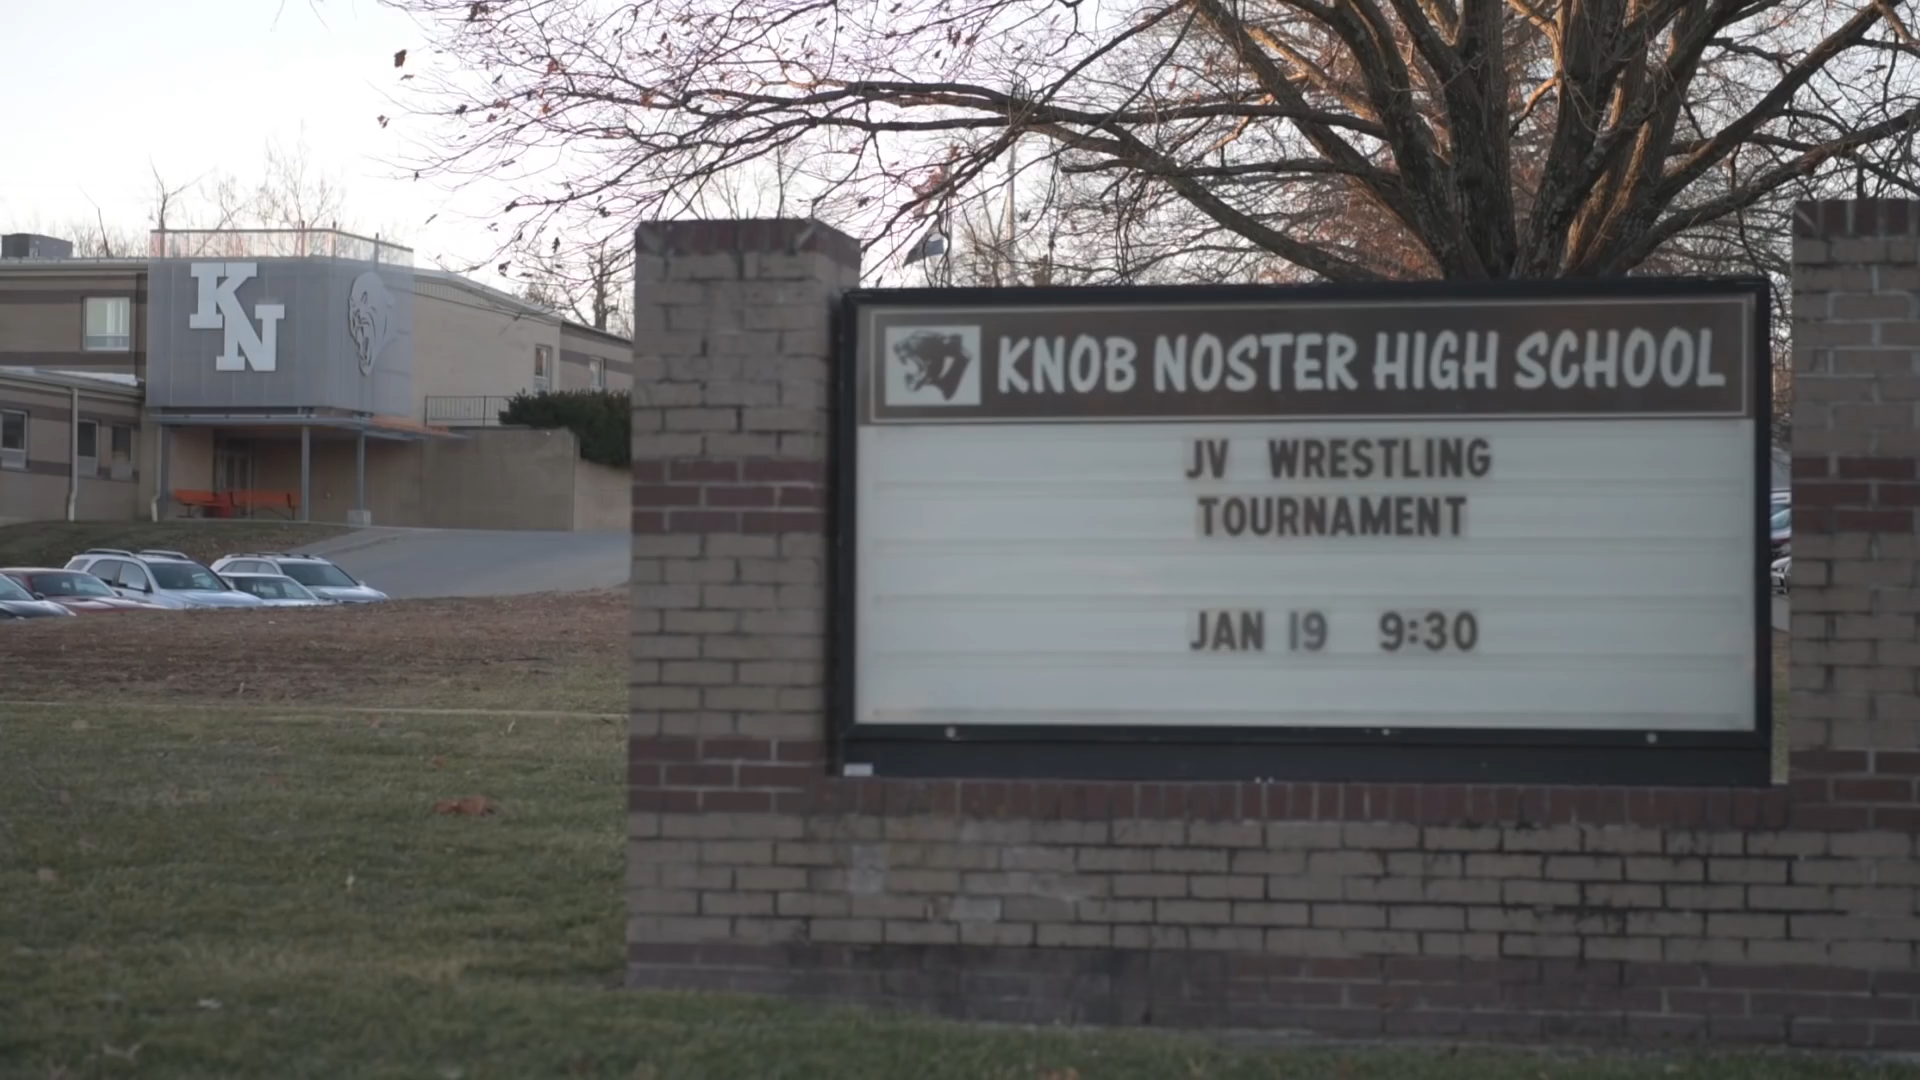 KN
KNOB NOSTER HIGH SCHOOL
JV WRESTLING
TOURNAMENT
JAN 19 9:30